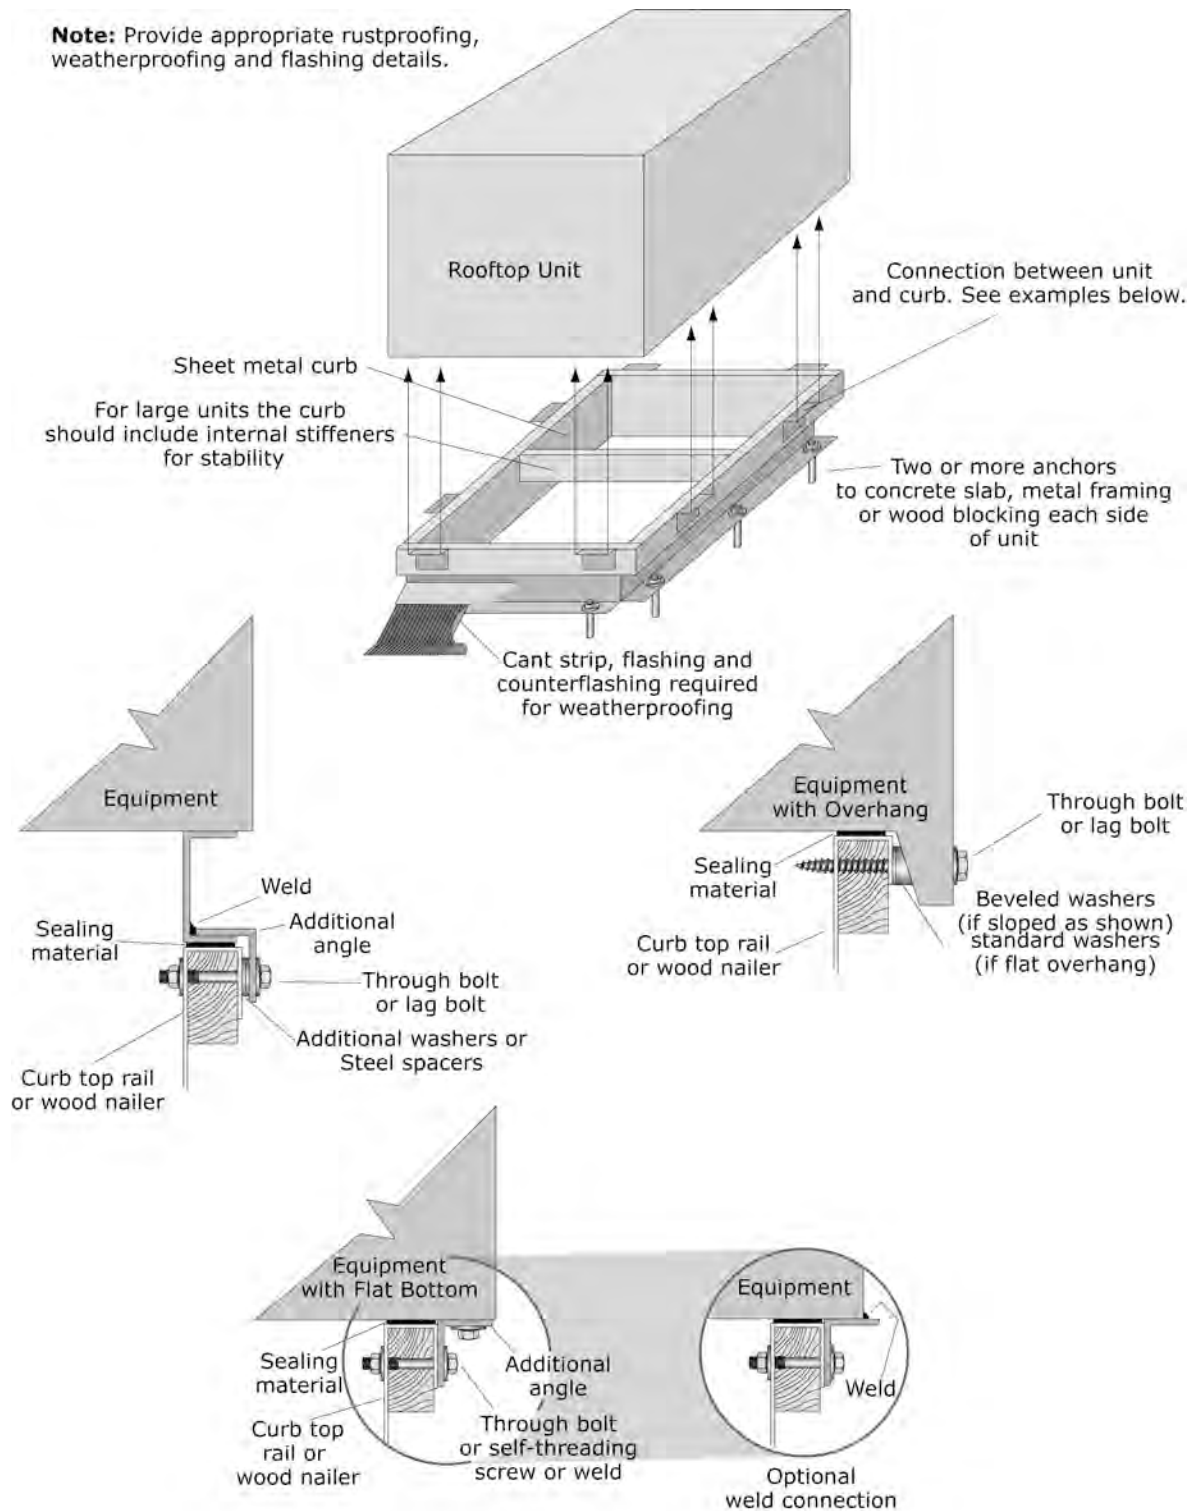 Note: Provide appropriate rustproofing,
weatherproofing and flashing details.
Rooftop Unit
Connection between unit
and curb. See examples below.
Sheet metal curb
For large units the curb
should include internal stiffeners
for stability
Two or more anchors
to concrete slab, metal framing
or wood blocking each side
of unit
Cant strip, flashing and
counterflashing required
for weatherproofing
Equipment
Weld
Additional
angle
Sealing
material
Through bolt
or lag bolt
Additional washers or
Steel spacers
Curb top rail
or wood nailer
Equipment
with Overhang
Through bolt
or lag bolt
Sealing
material
Beveled washers
(if sloped as shown)
standard washers
(if flat overhang)
Curb top rail
or wood nailer
Equipment
with Flat Bottom
Sealing
material
Additional
angle
Curb top
rail or
wood nailer
Through bolt
or self-threading
screw or weld
Equipment
Weld
Optional
weld connection